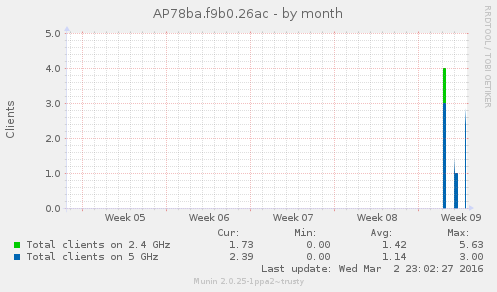 AP78ba.f9b0.26ac - by month
RRDTOOL / TOBI OETIKER
Clients
5.0
4.0
3.0
2.0
1.0
0.0
Week 05 Week 06 Week 07 Week 08 Week 09
Cur: Min: Avg: Max:
Total clients on 2.4 GHz 1.73 0.00 1.42 5.63
Total clients on 5 GHz 2.39 0.00 1.14 3.00
Last update: Wed Mar 2 23:02:27 2016
Munin 2.0.25-1ppa2~trusty